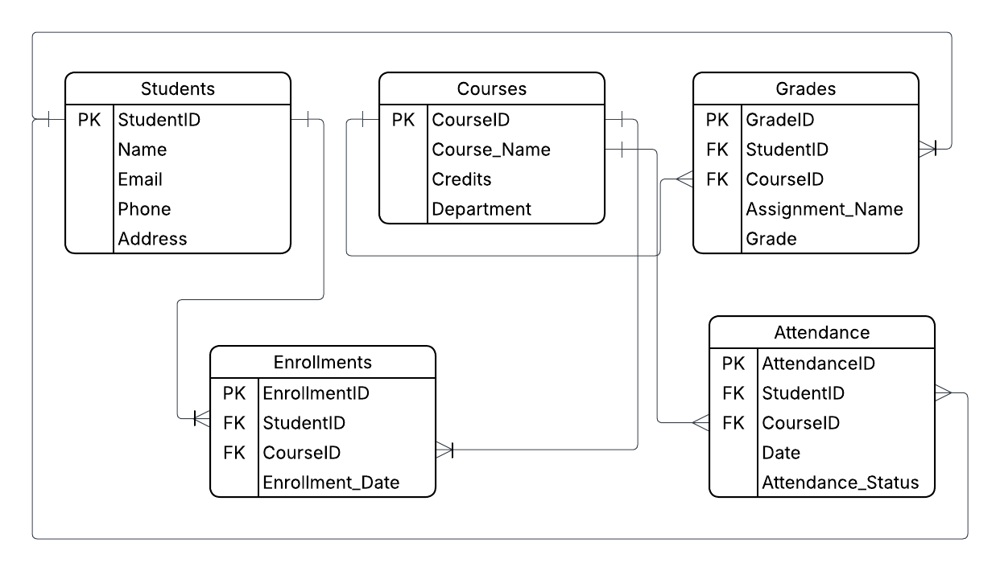 Students
PK StudentID
Name
Email
Phone
Address
Courses
PK CourseID
Course_Name
Credits
Department
Grades
PK GradeID
FK StudentID
FK CourseID
Assignment_Name
Grade
Enrollments
PK EnrollmentID
FK StudentID
FK CourseID
Enrollment_Date
Attendance
PK AttendanceID
FK StudentID
FK CourseID
Date
Attendance_Status